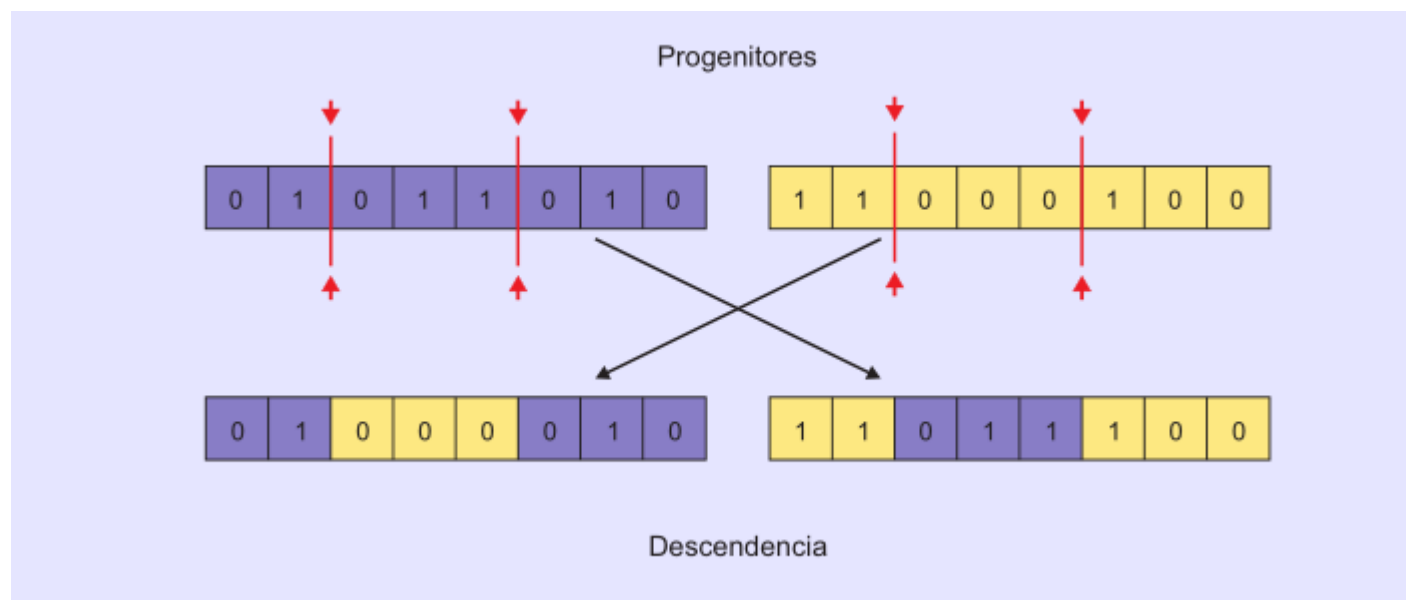 Progenitores
0 1 0 1 1 0 1 0 1 1 0 0 0 1 0 0
0 1 0 0 0 0 1 0 1 1 0 1 1 1 0 0
Descendencia